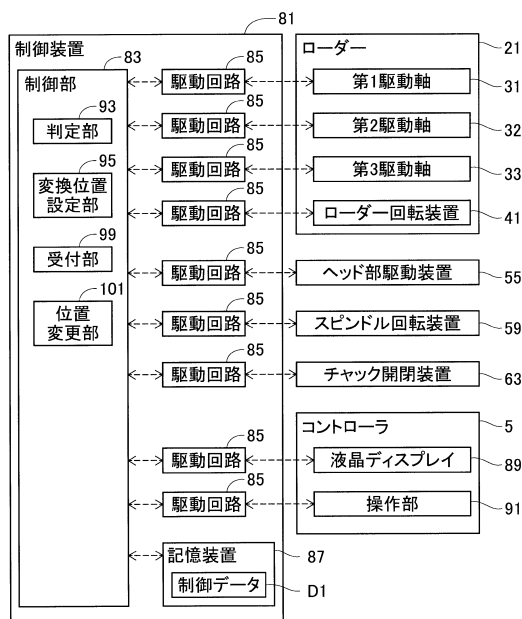 81
制御装置
83
制御部
93
判定部
95
変換位置
設定部
99
受付部
101
位置
変更部
85
駆動回路
85
駆動回路
85
駆動回路
85
駆動回路
85
駆動回路
85
駆動回路
85
駆動回路
85
駆動回路
85
駆動回路
記憶装置
87
制御データ
D1
ローダー
21
第1駆動軸
31
第2駆動軸
32
第3駆動軸
33
ローダー回転装置
41
ヘッド部駆動装置
55
スピンドル回転装置
59
チャック開閉装置
63
コントローラ
5
液晶ディスプレイ
89
操作部
91